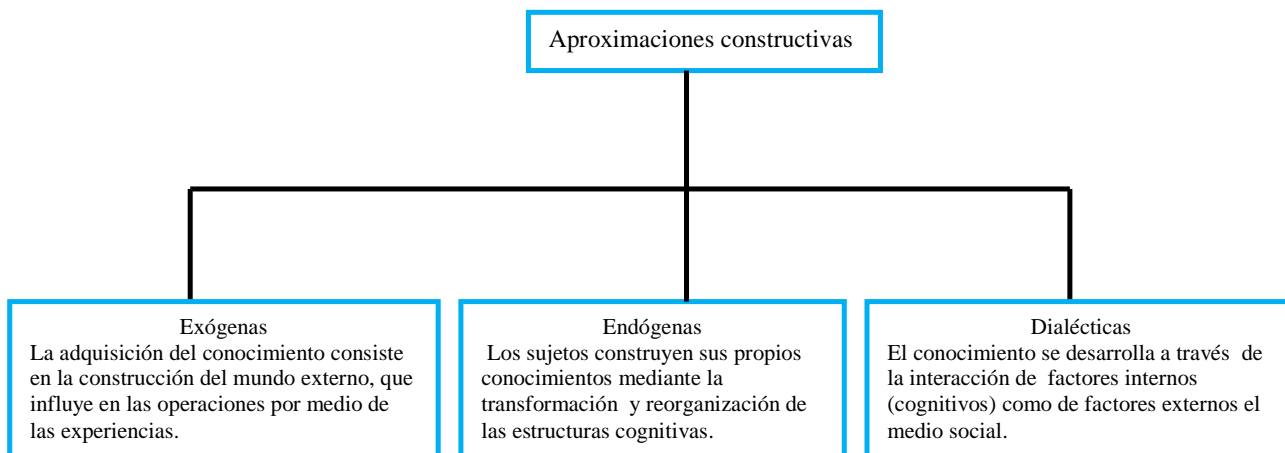 Aproximaciones constructivas
Exógenas
La adquisición del conocimiento consiste
en la construcción del mundo externo, que
influye en las operaciones por medio de
las experiencias.
Endógenas
Los sujetos construyen sus propios
conocimientos mediante la
transformación y reorganización de
las estructuras cognitivas.
Dialécticas
El conocimiento se desarrolla a través de
la interacción de factores internos
(cognitivos) como de factores externos el
medio social.